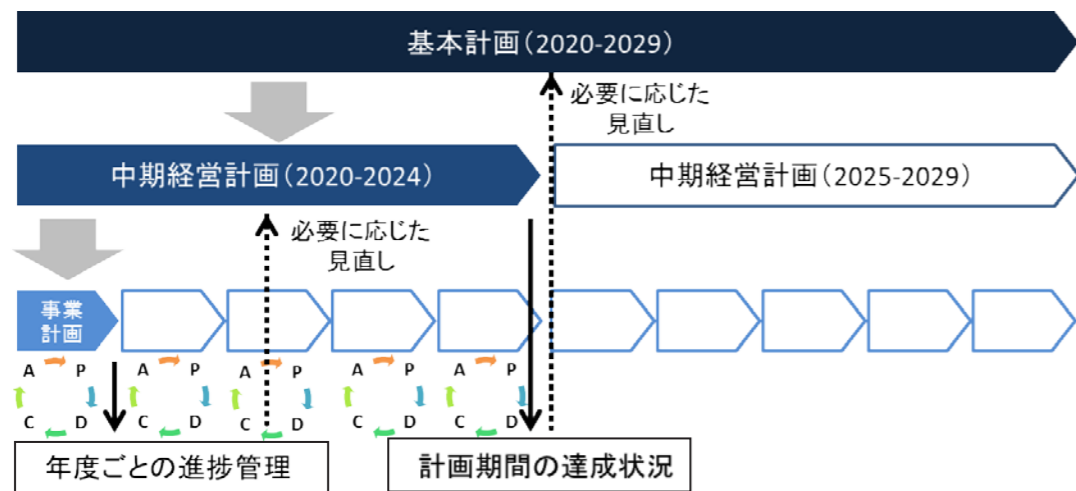 基本計画（2020-2029）
必要に応じた
見直し
中期経営計画（2020-2024）
中期経営計画（2025-2029）
必要に応じた
見直し
事業
計画
A P
C D
A P
C D
A P
C D
A P
C D
A P
C D
年度ごとの進捗管理
計画期間の達成状況